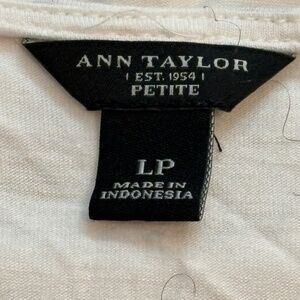 ANN TAYLOR
| EST. 1954 |
PETITE
LP
MADE IN
INDONESIA